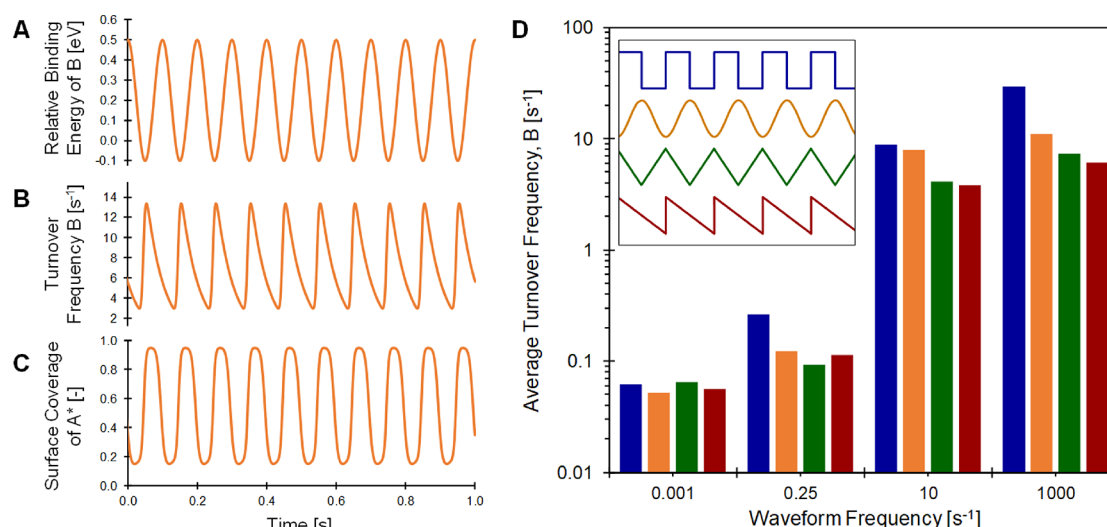 A
Relative Binding
Energy of B [eV]
0.6
0.5
0.4
0.3
0.2
0.1
0.0
-0.1
B
Turnover
Frequency B [s⁻¹]
14
12
10
8
6
4
2
C
Surface Coverage
of A* [-]
1.0
0.8
0.6
0.4
0.2
0.0
0.0 0.2 0.4 0.6 0.8 1.0
Time [s]
D
Average Turnover Frequency, B [s⁻¹]
100
10
1
0.1
0.01
0.001 0.25 10 1000
Waveform Frequency [s⁻¹]